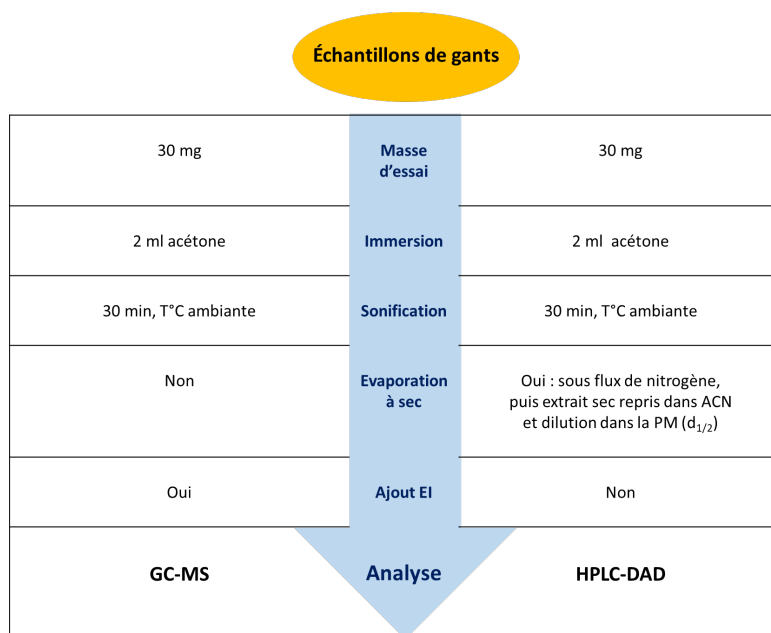 Échantillons de gants
30 mg
Masse
d'essai
30 mg
2 ml acétone
Immersion
2 ml  acétone
30 min, T°C ambiante
Sonification
30 min, T°C ambiante
Non
Evaporation
à sec
Oui : sous flux de nitrogène,
puis extrait sec repris dans ACN
et dilution dans la PM (d1/2)
Oui
Ajout EI
Non
GC-MS
Analyse
HPLC-DAD